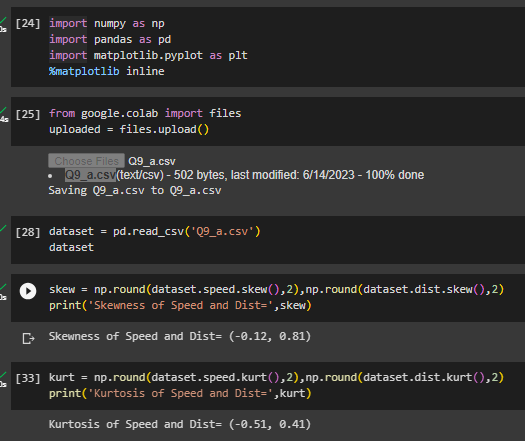 [24] import numpy as np
import pandas as pd
import matplotlib.pyplot as plt
%matplotlib inline
[25] from google.colab import files
uploaded = files.upload()
Choose Files Q9_a.csv
• Q9_a.csv(text/csv) - 502 bytes, last modified: 6/14/2023 - 100% done
Saving Q9_a.csv to Q9_a.csv
[28] dataset = pd.read_csv('Q9_a.csv')
dataset
skew = np.round(dataset.speed.skew(),2),np.round(dataset.dist.skew(),2)
print('Skewness of Speed and Dist=',skew)
Skewness of Speed and Dist= (-0.12, 0.81)
[33] kurt = np.round(dataset.speed.kurt(),2),np.round(dataset.dist.kurt(),2)
print('Kurtosis of Speed and Dist=',kurt)
Kurtosis of Speed and Dist= (-0.51, 0.41)